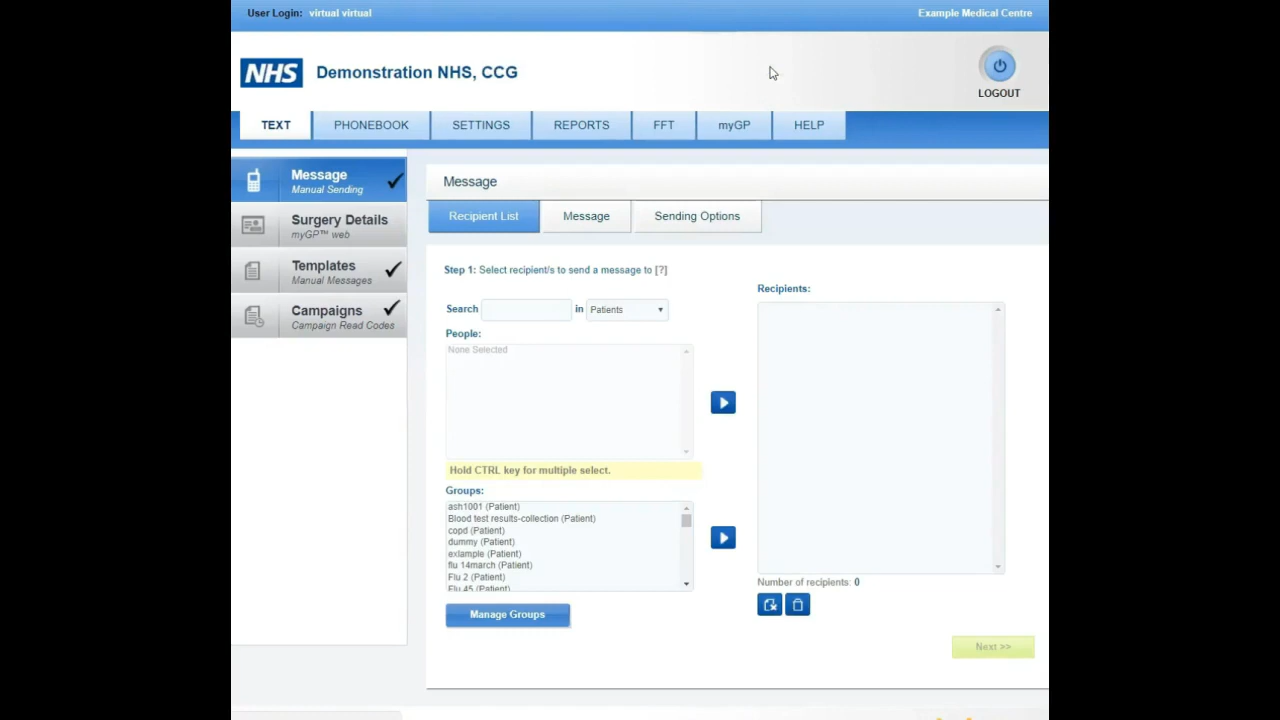 User Login: virtual virtual
Example Medical Centre
NHS
Demonstration NHS, CCG
LOGOUT
TEXT
PHONEBOOK
SETTINGS
REPORTS
FFT
myGP
HELP
Message
Manual Sending
Surgery Details
myGP™ web
Templates
Manual Messages
Campaigns
Campaign Read Codes
Message
Recipient List
Message
Sending Options
Step 1: Select recipient/s to send a message to [?]
Search
in
Patients
People:
None Selected
Hold CTRL key for multiple select.
Groups:
ash1001 (Patient)
Blood test results-collection (Patient)
copd (Patient)
dummy (Patient)
exlample (Patient)
flu 14march (Patient)
Flu 2 (Patient)
Flu 45 (Patient)
Manage Groups
Recipients:
Number of recipients: 0
Next >>